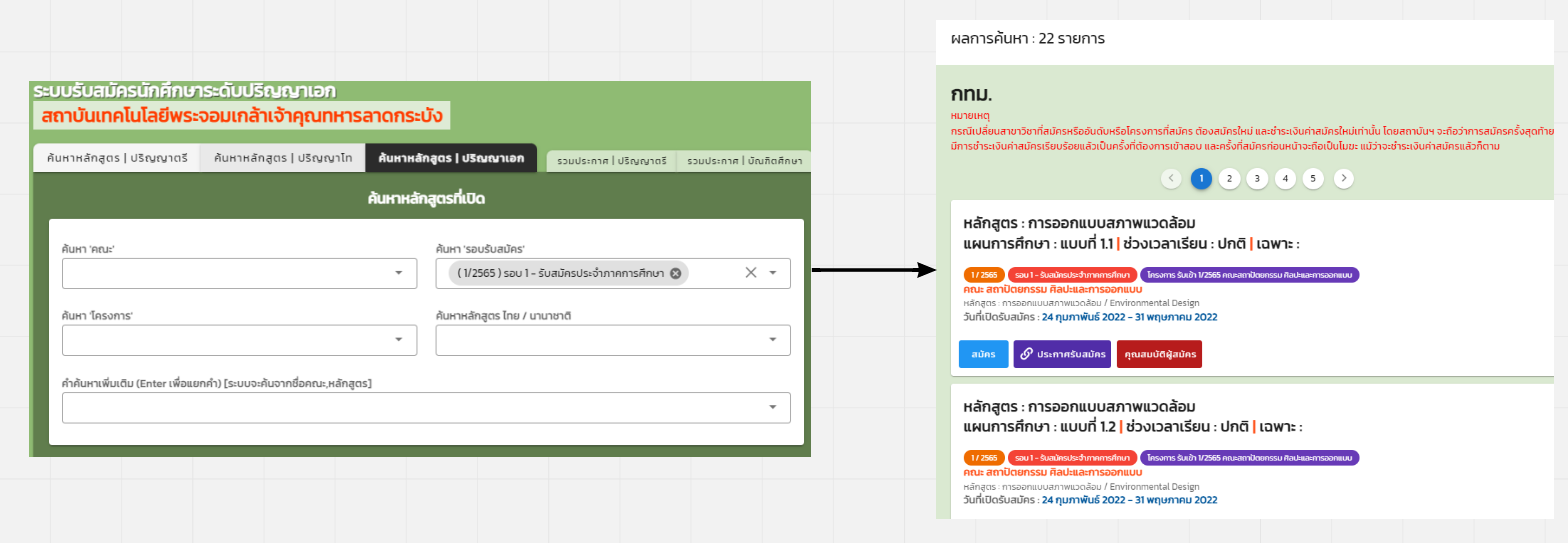 ระบบรับสมัครนักศึกษาระดับปริญญาเอก
สถาบันเทคโนโลยีพระจอมเกล้าเจ้าคุณทหารลาดกระบัง
ค้นหาหลักสูตร | ปริญญาตรี
ค้นหาหลักสูตร | ปริญญาโท
ค้นหาหลักสูตร | ปริญญาเอก
รวมประกาศ | ปริญญาตรี
รวมประกาศ | บัณฑิตศึกษา
ค้นหาหลักสูตรที่เปิด
ค้นหา 'คณะ'
ค้นหา 'รอบรับสมัคร'
( 1/2565 ) รอบ 1 - รับสมัครประจำภาคการศึกษา
ค้นหา 'โครงการ'
ค้นหาหลักสูตร ไทย / นานาชาติ
คำค้นหาเพิ่มเติม (Enter เพื่อแยกคำ) [ระบบจะค้นจากชื่อคณะ,หลักสูตร]
ผลการค้นหา : 22 รายการ
กทม.
หมายเหตุ
กรณีเปลี่ยนสาขาวิชาที่สมัครหรืออันดับหรือโครงการที่สมัคร ต้องสมัครใหม่ และชำระเงินค่าสมัครใหม่เท่านั้น โดยสถาบันฯ จะถือว่าการสมัครครั้งสุดท้าย
มีการชำระเงินค่าสมัครเรียบร้อยแล้วเป็นครั้งที่ต้องการเข้าสอบ และครั้งที่สมัครก่อนหน้าจะถือเป็นโมฆะ แม้ว่าจะชำระเงินค่าสมัครแล้วก็ตาม
1 2 3 4 5
หลักสูตร : การออกแบบสภาพแวดล้อม
แผนการศึกษา : แบบที่ 1.1 | ช่วงเวลาเรียน : ปกติ | เฉพาะ :
1 / 2565 รอบ 1 - รับสมัครประจำภาคการศึกษา โครงการ รับเข้า 1/2565 คณะสถาปัตยกรรม ศิลปะและการออกแบบ
คณะ สถาปัตยกรรม ศิลปะและการออกแบบ
หลักสูตร : การออกแบบสภาพแวดล้อม / Environmental Design
วันที่เปิดรับสมัคร : 24 กุมภาพันธ์ 2022 - 31 พฤษภาคม 2022
สมัคร ประกาศรับสมัคร คุณสมบัติผู้สมัคร
หลักสูตร : การออกแบบสภาพแวดล้อม
แผนการศึกษา : แบบที่ 1.2 | ช่วงเวลาเรียน : ปกติ | เฉพาะ :
1 / 2565 รอบ 1 - รับสมัครประจำภาคการศึกษา โครงการ รับเข้า 1/2565 คณะสถาปัตยกรรม ศิลปะและการออกแบบ
คณะ สถาปัตยกรรม ศิลปะและการออกแบบ
หลักสูตร : การออกแบบสภาพแวดล้อม / Environmental Design
วันที่เปิดรับสมัคร : 24 กุมภาพันธ์ 2022 - 31 พฤษภาคม 2022